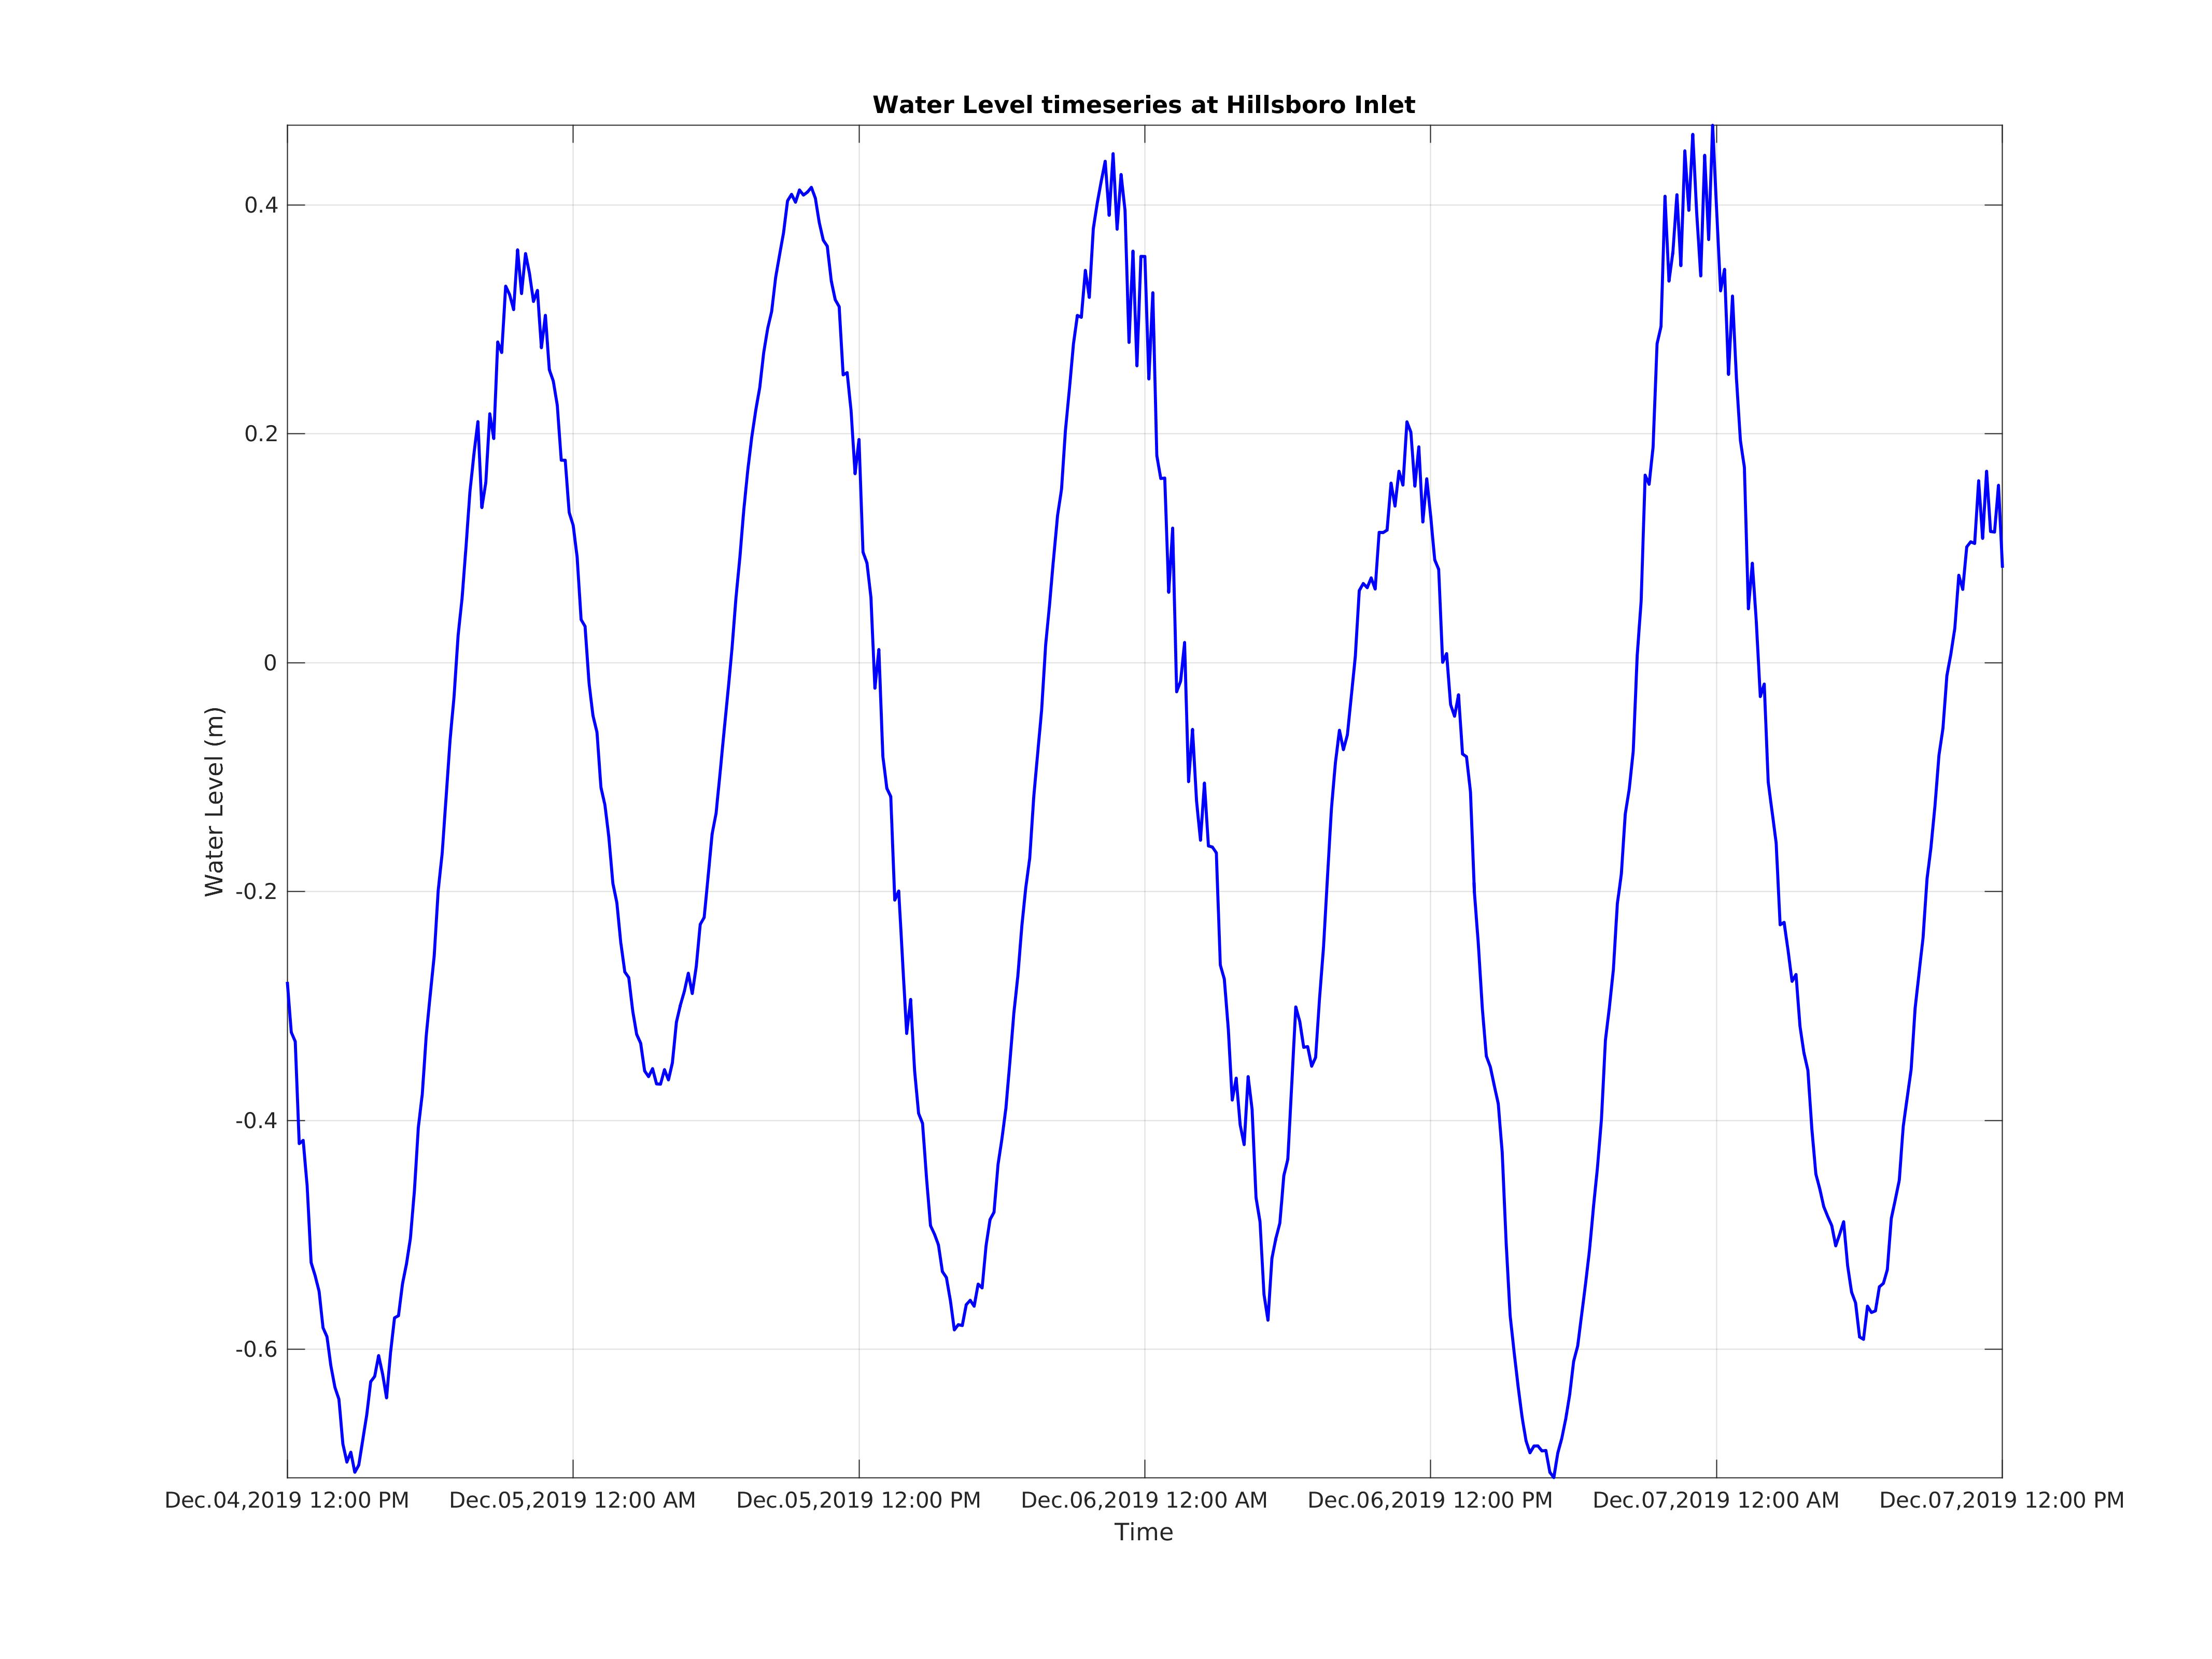 Water Level timeseries at Hillsboro Inlet
0.4
0.2
0
-0.2
-0.4
-0.6
Water Level (m)
Dec.04,2019 12:00 PM Dec.05,2019 12:00 AM Dec.05,2019 12:00 PM Dec.06,2019 12:00 AM Dec.06,2019 12:00 PM Dec.07,2019 12:00 AM Dec.07,2019 12:00 PM
Time